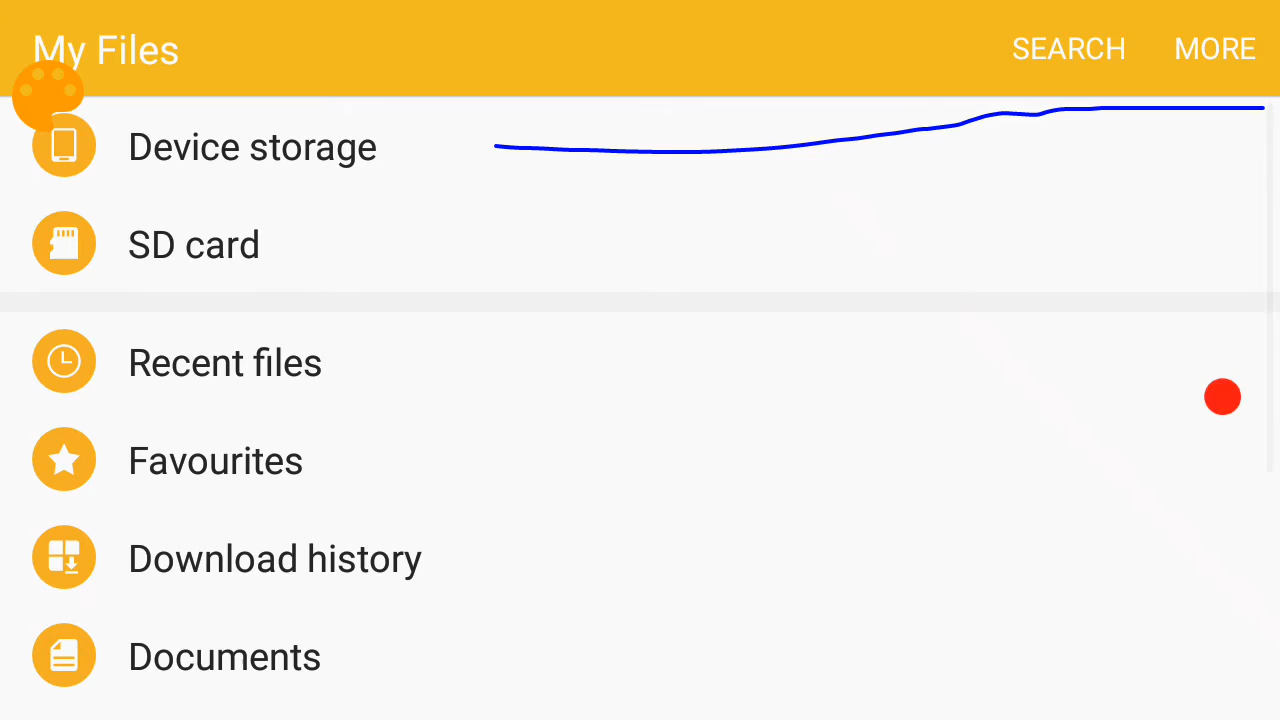 My Files
SEARCH
MORE
Device storage
SD card
Recent files
Favourites
Download history
Documents